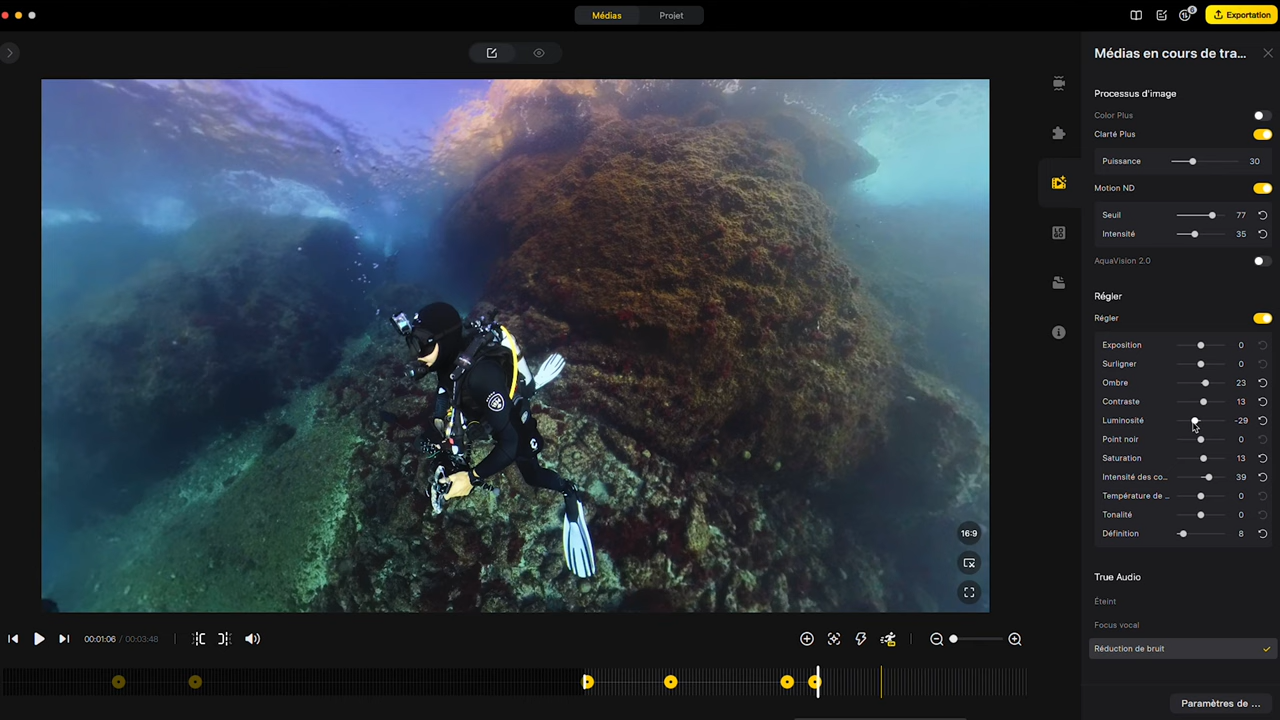 Médias
Projet
6
Exportation
Médias en cours de tra...
Processus d'image
Color Plus
Clarté Plus
Puissance 30
Motion ND
Seuil 77
Intensité 35
AquaVision 2.0
Régler
Régler
Exposition 0
Surligner 0
Ombre 23
Contraste 13
Luminosité -29
Point noir 0
Saturation 13
Intensité des co... 39
Température de ... 0
Tonalité 0
Définition 8
16:9
True Audio
Éteint
Focus vocal
Réduction de bruit
00:01:06 / 00:03:48
Paramètres de ...